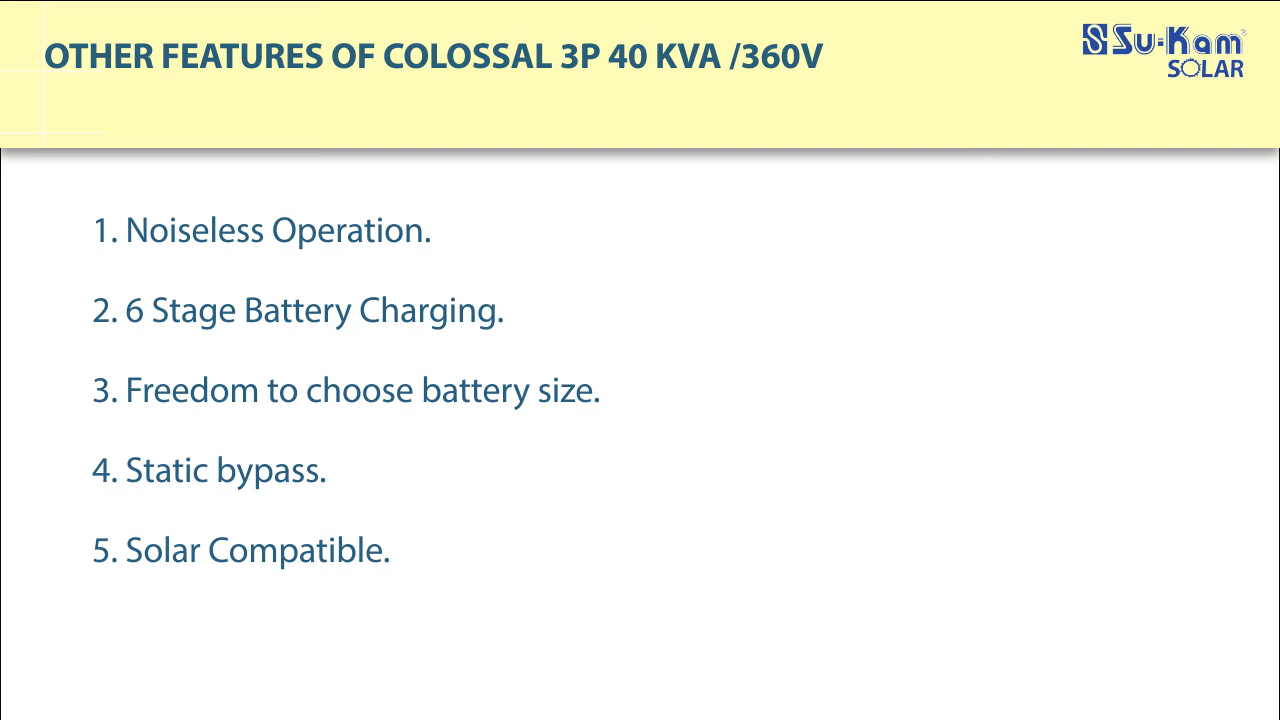 OTHER FEATURES OF COLOSSAL 3P 40 KVA /360V
Su-Kam
SOLAR
1. Noiseless Operation.
2. 6 Stage Battery Charging.
3. Freedom to choose battery size.
4. Static bypass.
5. Solar Compatible.